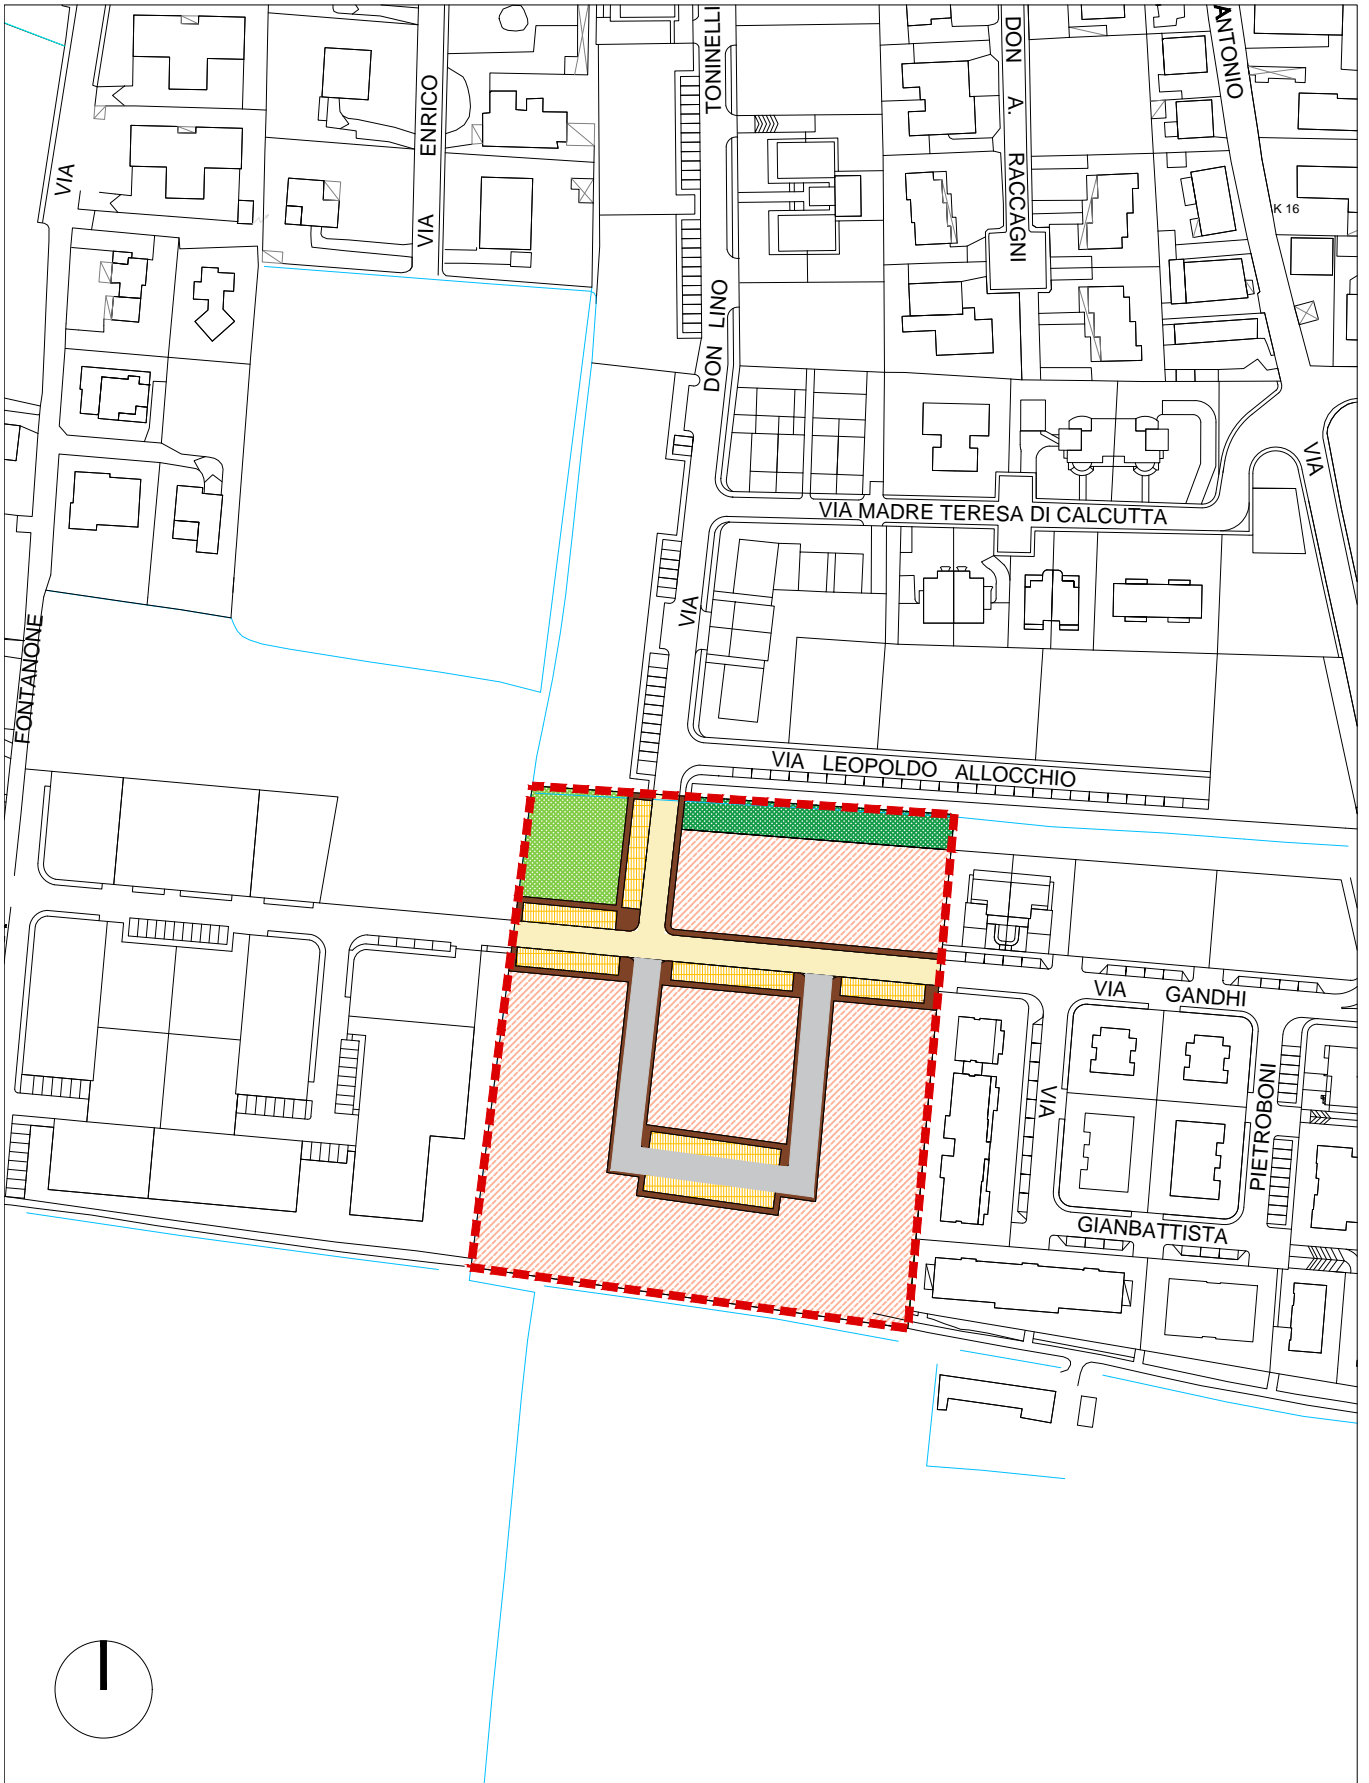 VIA
VIA ENRICO
DON LINO TONINELLI
DON A. RACCAGNI
ANTONIO
K 16
VIA
VIA MADRE TERESA DI CALCUTTA
VIA
FONTANONE
VIA LEOPOLDO ALLOCCHIO
VIA GANDHI
VIA
PIETROBONI
GIANBATTISTA